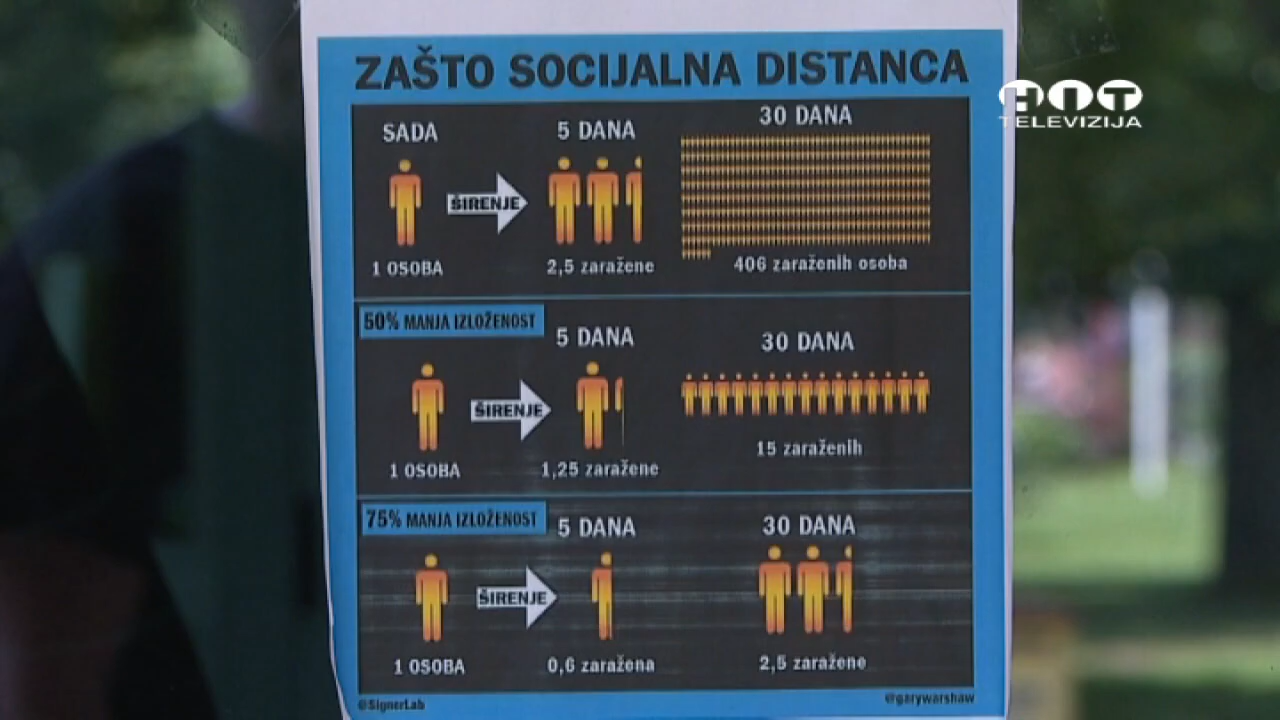 ZAŠTO SOCIJALNA DISTANCA
HIT
TELEVIZIJA
SADA
5 DANA
30 DANA
ŠIRENJE
1 OSOBA
2,5 zaražene
406 zaraženih osoba
50% MANJA IZLOŽENOST
5 DANA
30 DANA
ŠIRENJE
1 OSOBA
1,25 zaražene
15 zaraženih
75% MANJA IZLOŽENOST
5 DANA
30 DANA
ŠIRENJE
1 OSOBA
0,6 zaražena
2,5 zaražene
@SignerLab
@garywarshaw